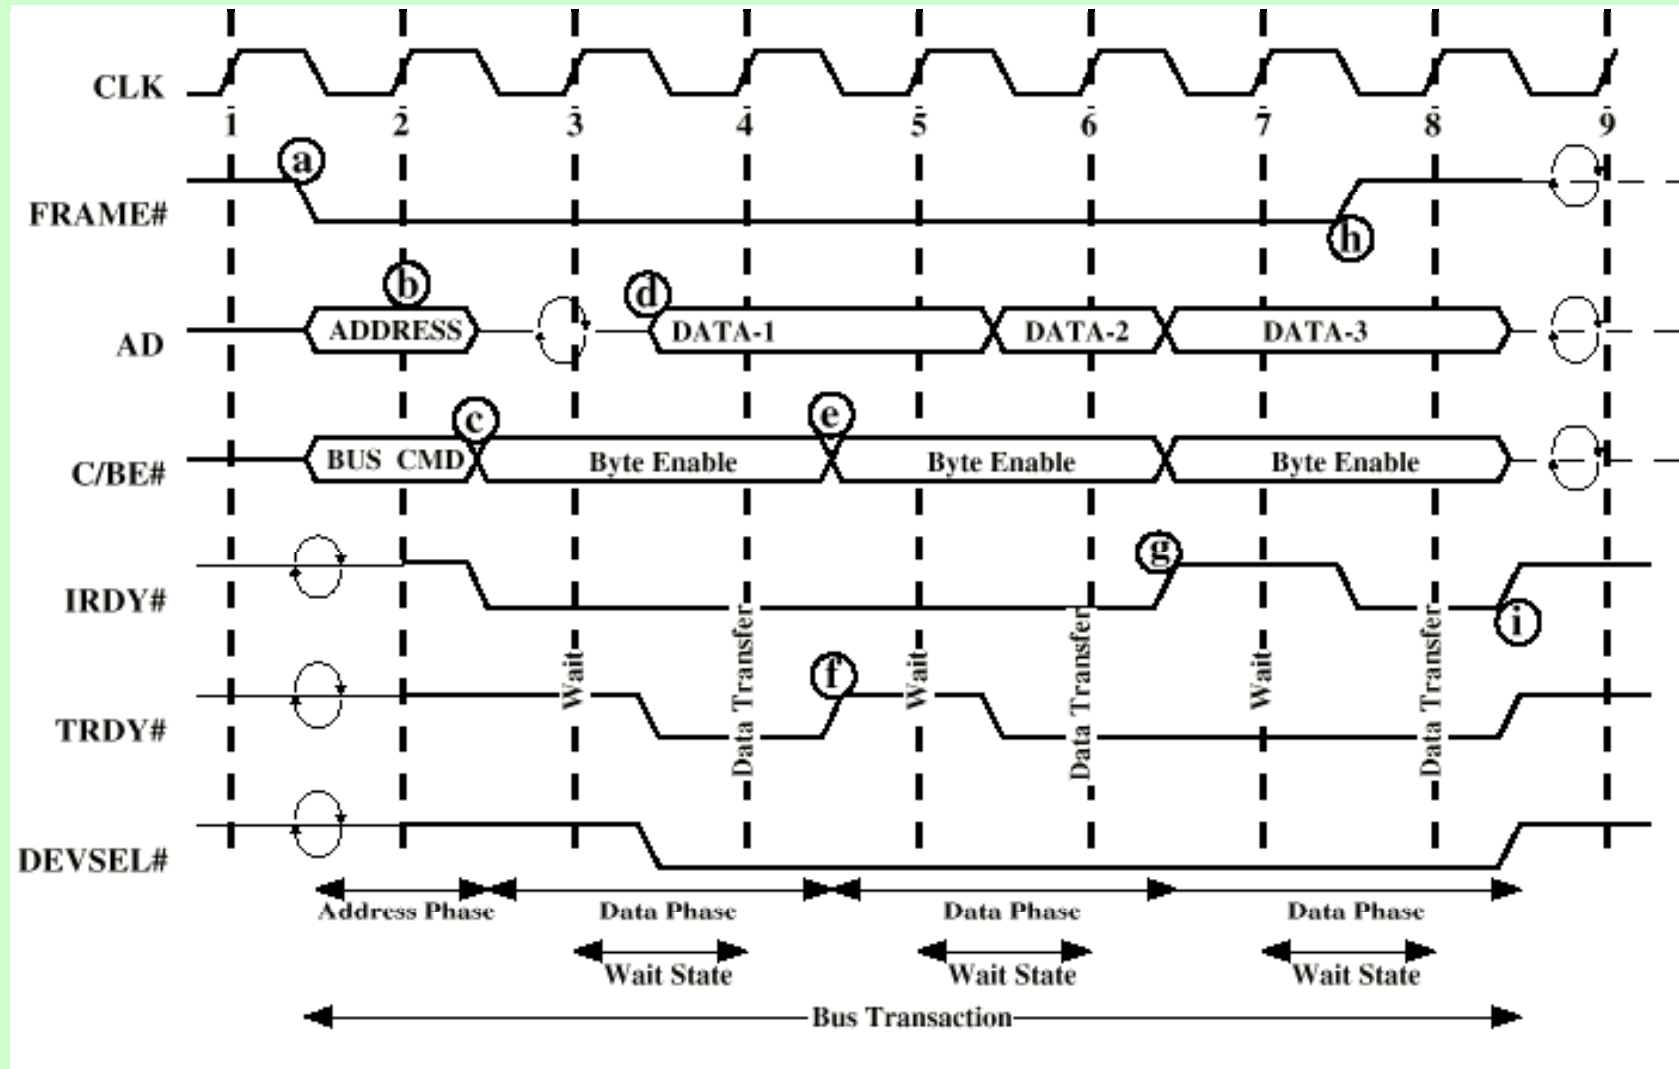 CLK
1 2 3 4 5 6 7 8 9
a
FRAME#
h
b
d
AD
ADDRESS DATA-1 DATA-2 DATA-3
c
e
C/BE#
BUS CMD Byte Enable Byte Enable Byte Enable
g
IRDY#
i
Wait
Data Transfer
f
Wait
Data Transfer
Wait
Data Transfer
TRDY#
DEVSEL#
Address Phase Data Phase Data Phase Data Phase
Wait State Wait State Wait State
Bus Transaction